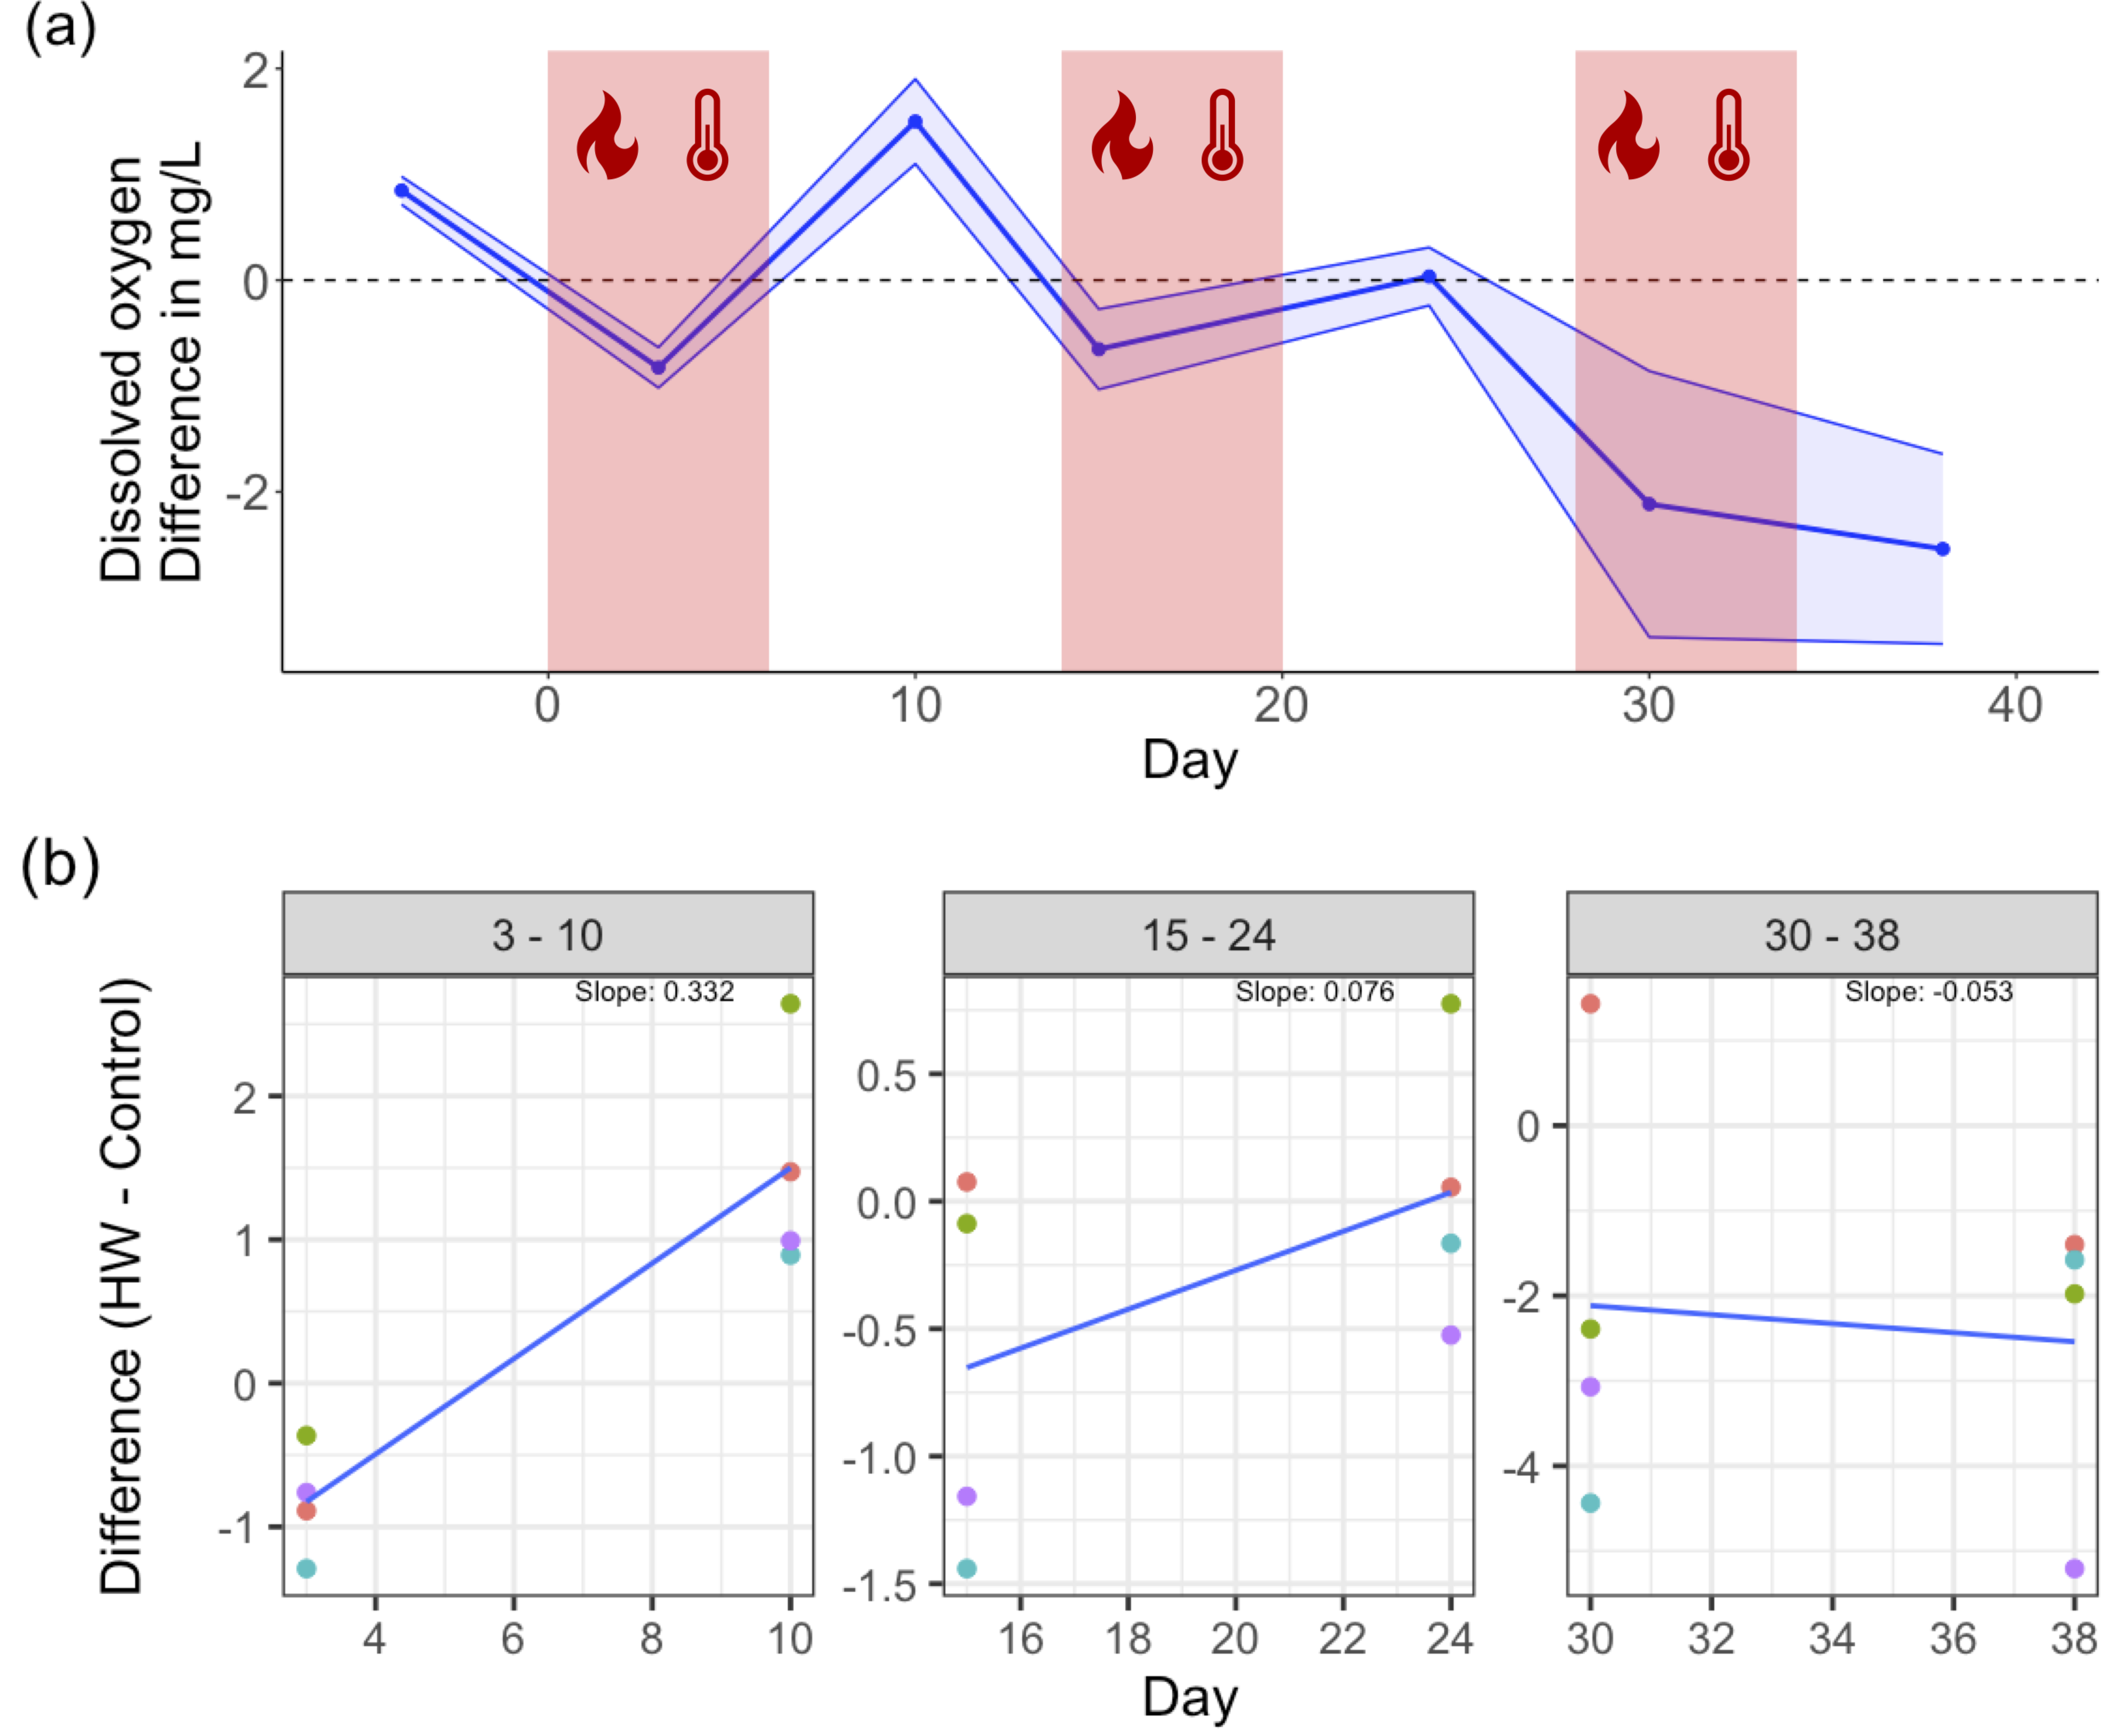 (a)
Dissolved oxygen
Difference in mg/L
2
0
-2
0 10 20 30 40
Day
(b)
3 - 10 15 - 24 30 - 38
Slope: 0.332 Slope: 0.076 Slope: -0.053
Difference (HW - Control)
2
1
0
-1
0.5
0.0
-0.5
-1.0
-1.5
0
-2
-4
4 6 8 10 16 18 20 22 24 30 32 34 36 38
Day